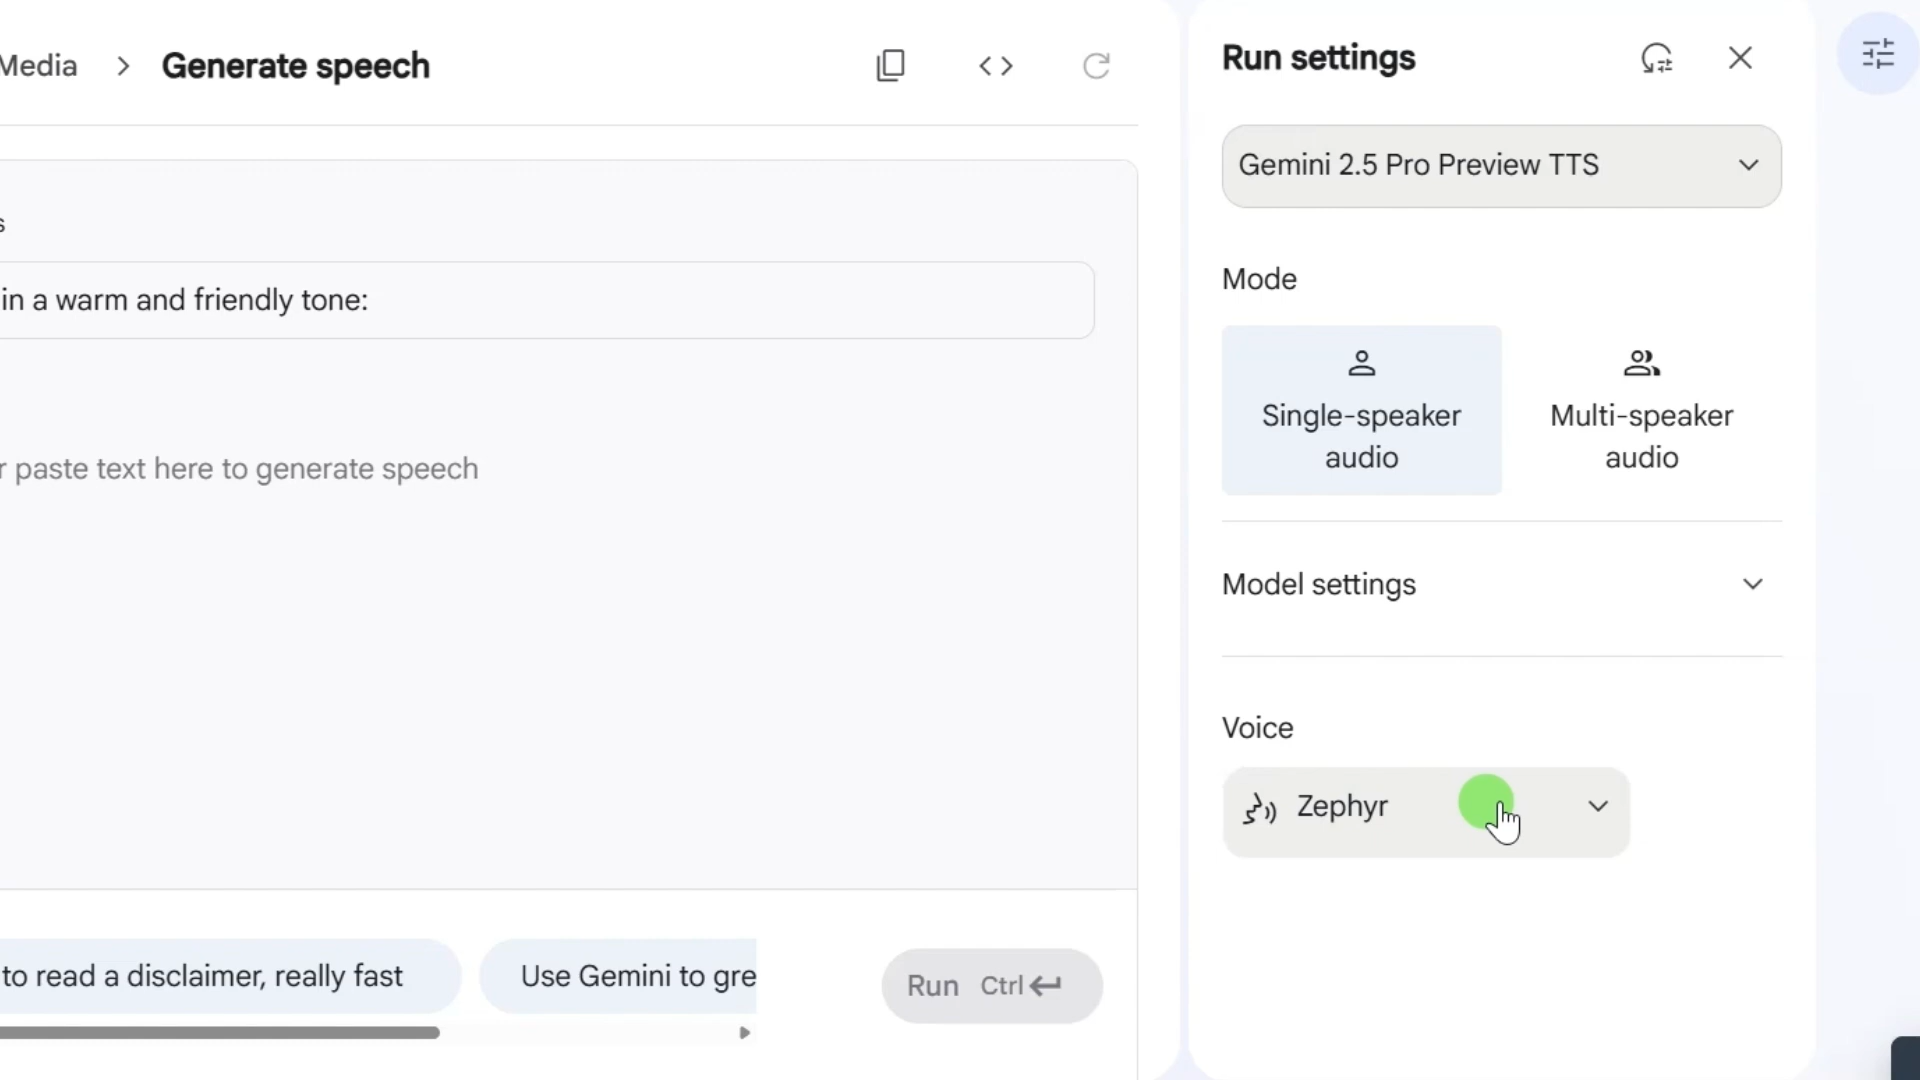 Media > Generate speech
s
in a warm and friendly tone:
r paste text here to generate speech
to read a disclaimer, really fast
Use Gemini to gre
Run Ctrl
Run settings
Gemini 2.5 Pro Preview TTS
Mode
Single-speaker
audio
Multi-speaker
audio
Model settings
Voice
Zephyr